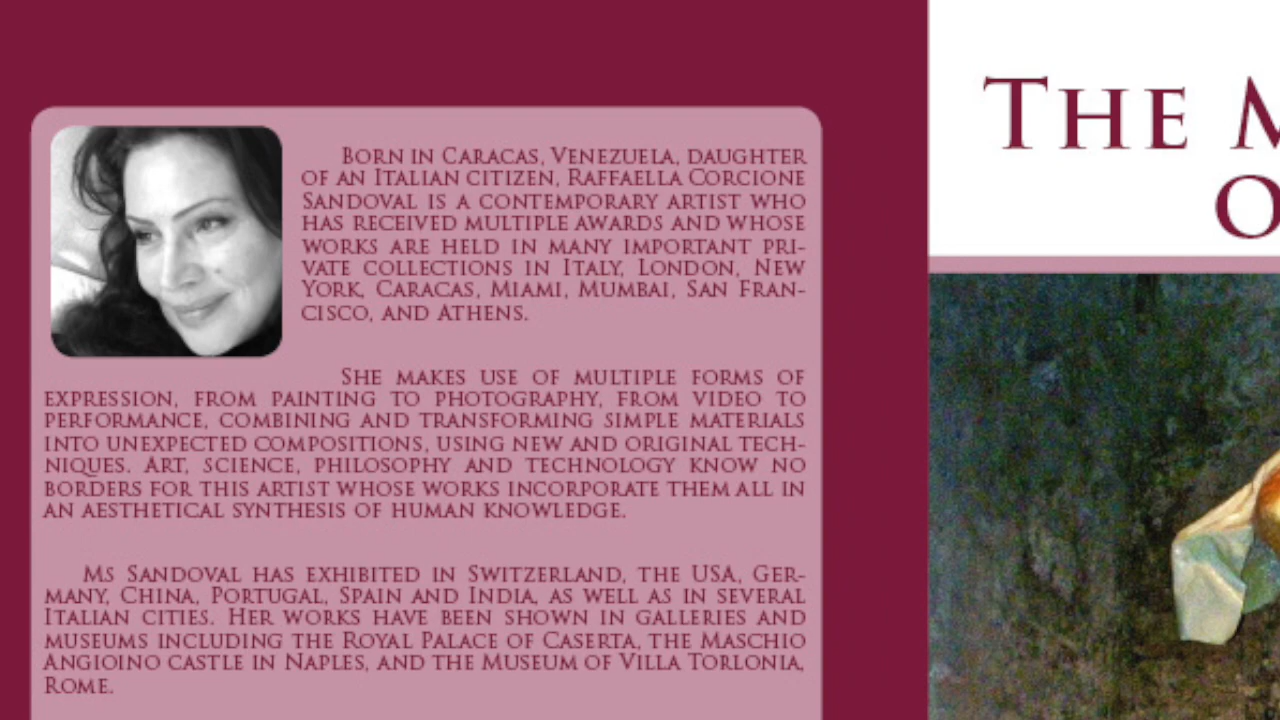 BORN IN CARACAS, VENEZUELA, DAUGHTER
OF AN ITALIAN CITIZEN, RAFFAELLA CORCIONE
SANDOVAL IS A CONTEMPORARY ARTIST WHO
HAS RECEIVED MULTIPLE AWARDS AND WHOSE
WORKS ARE HELD IN MANY IMPORTANT PRI-
VATE COLLECTIONS IN ITALY, LONDON, NEW
YORK, CARACAS, MIAMI, MUMBAI, SAN FRAN-
CISCO, AND ATHENS.
SHE MAKES USE OF MULTIPLE FORMS OF
EXPRESSION, FROM PAINTING TO PHOTOGRAPHY, FROM VIDEO TO
PERFORMANCE, COMBINING AND TRANSFORMING SIMPLE MATERIALS
INTO UNEXPECTED COMPOSITIONS, USING NEW AND ORIGINAL TECH-
NIQUES. ART, SCIENCE, PHILOSOPHY AND TECHNOLOGY KNOW NO
BORDERS FOR THIS ARTIST WHOSE WORKS INCORPORATE THEM ALL IN
AN AESTHETICAL SYNTHESIS OF HUMAN KNOWLEDGE.
MS SANDOVAL HAS EXHIBITED IN SWITZERLAND, THE USA, GER-
MANY, CHINA, PORTUGAL, SPAIN AND INDIA, AS WELL AS IN SEVERAL
ITALIAN CITIES. HER WORKS HAVE BEEN SHOWN IN GALLERIES AND
MUSEUMS INCLUDING THE ROYAL PALACE OF CASERTA, THE MASCHIO
ANGIOINO CASTLE IN NAPLES, AND THE MUSEUM OF VILLA TORLONIA,
ROME.
THE